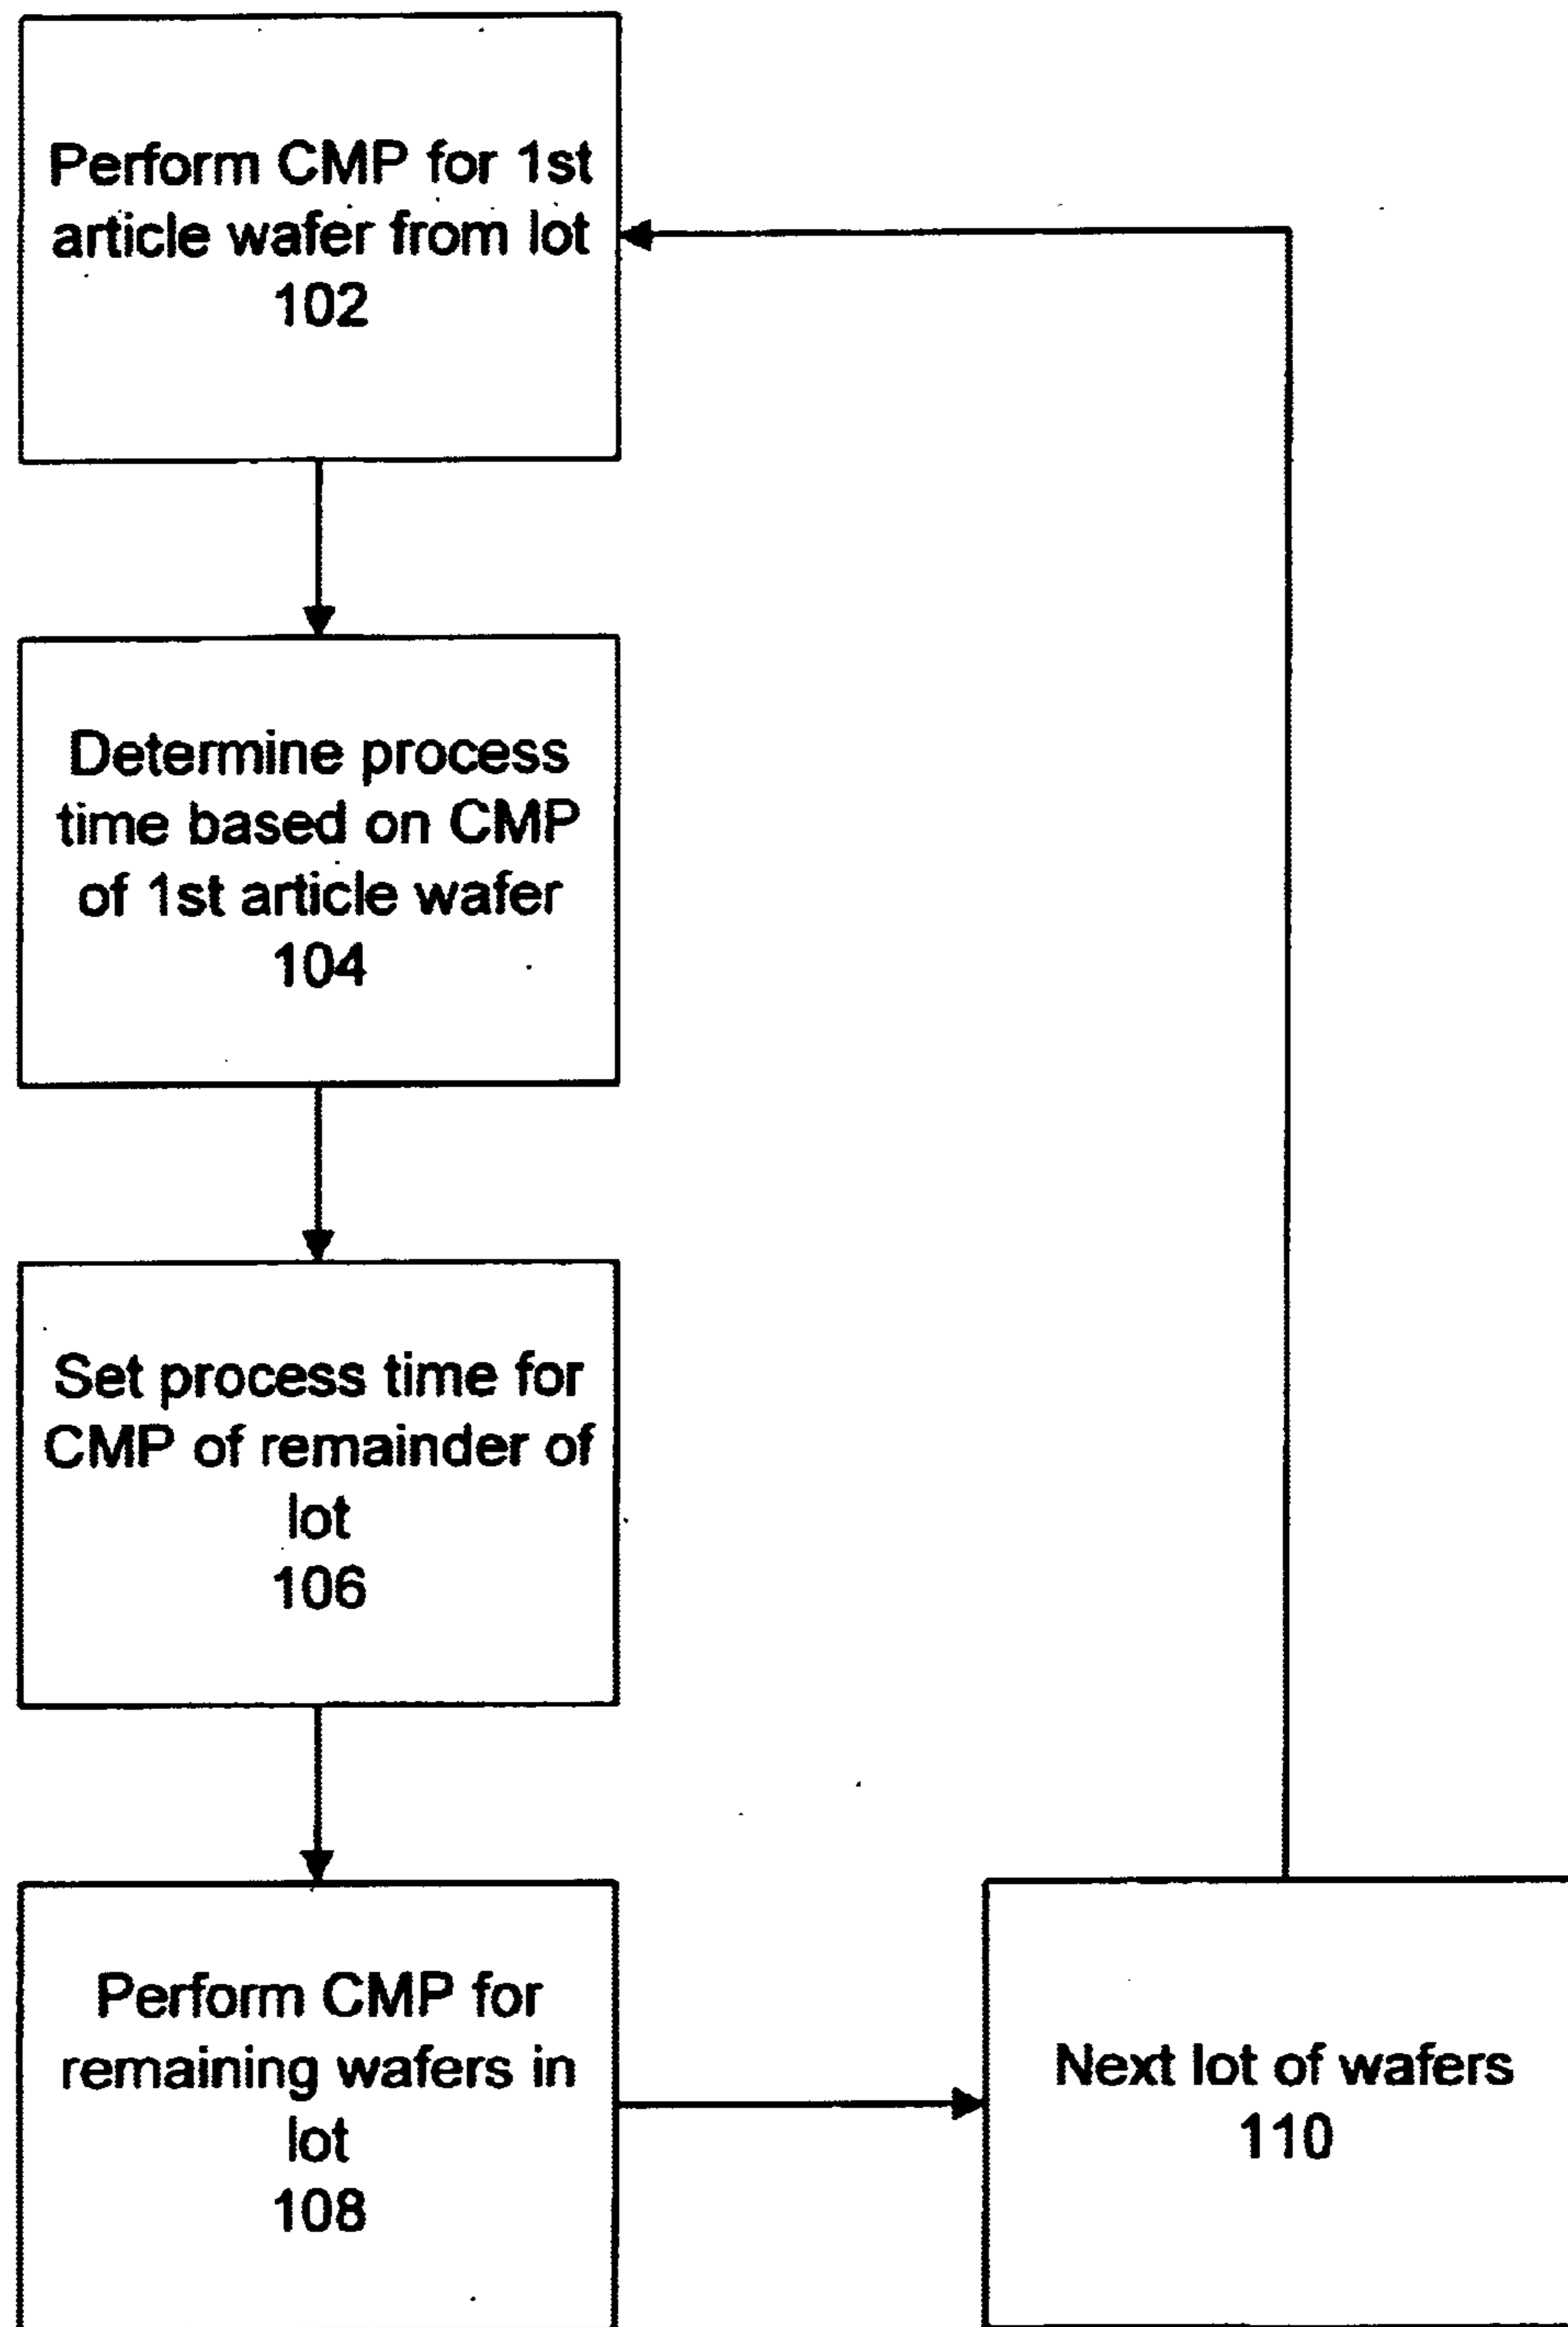 Perform CMP for 1st
article wafer from lot
102
Determine process
time based on CMP
of 1st article wafer
104
Set process time for
CMP of remainder of
lot
106
Perform CMP for
remaining wafers in
lot
108
Next lot of wafers
110